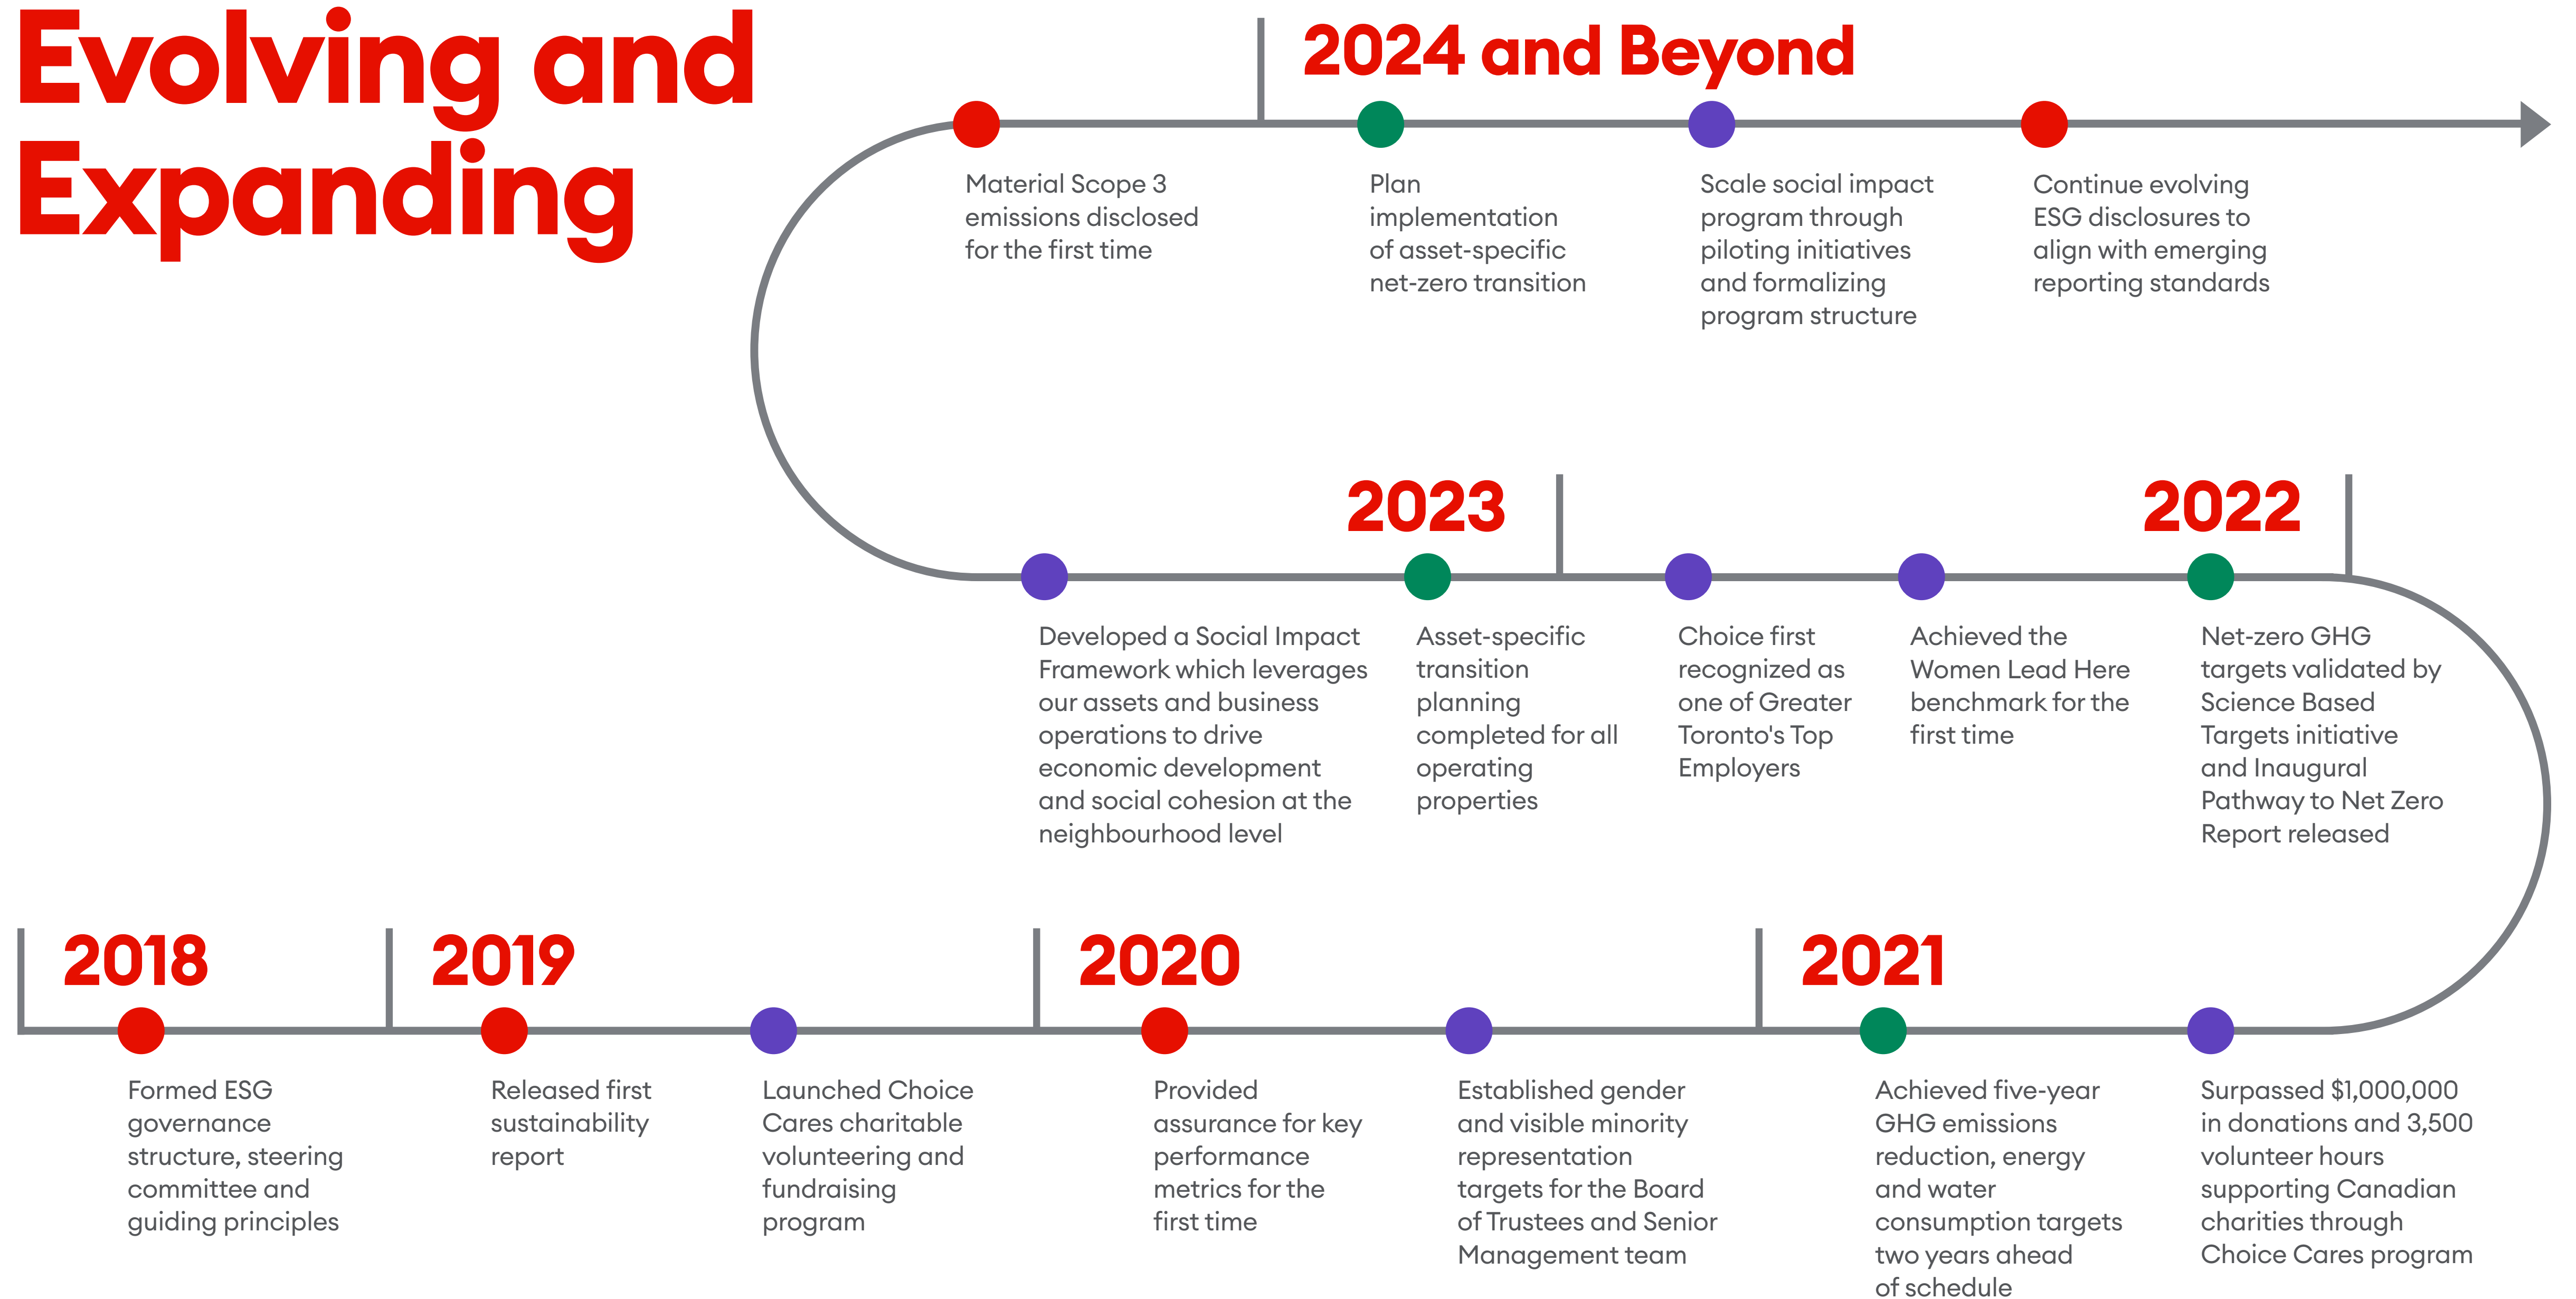 Evolving and
Expanding
2024 and Beyond
Material Scope 3
emissions disclosed
for the first time
Plan
implementation
of asset-specific
net-zero transition
Scale social impact
program through
piloting initiatives
and formalizing
program structure
Continue evolving
ESG disclosures to
align with emerging
reporting standards
2023
2022
Developed a Social Impact
Framework which leverages
our assets and business
operations to drive
economic development
and social cohesion at the
neighbourhood level
Asset-specific
transition
planning
completed for all
operating
properties
Choice first
recognized as
one of Greater
Toronto's Top
Employers
Achieved the
Women Lead Here
benchmark for the
first time
Net-zero GHG
targets validated by
Science Based
Targets initiative
and Inaugural
Pathway to Net Zero
Report released
2018
2019
2020
2021
Formed ESG
governance
structure, steering
committee and
guiding principles
Released first
sustainability
report
Launched Choice
Cares charitable
volunteering and
fundraising
program
Provided
assurance for key
performance
metrics for the
first time
Established gender
and visible minority
representation
targets for the Board
of Trustees and Senior
Management team
Achieved five-year
GHG emissions
reduction, energy
and water
consumption targets
two years ahead
of schedule
Surpassed $1,000,000
in donations and 3,500
volunteer hours
supporting Canadian
charities through
Choice Cares program